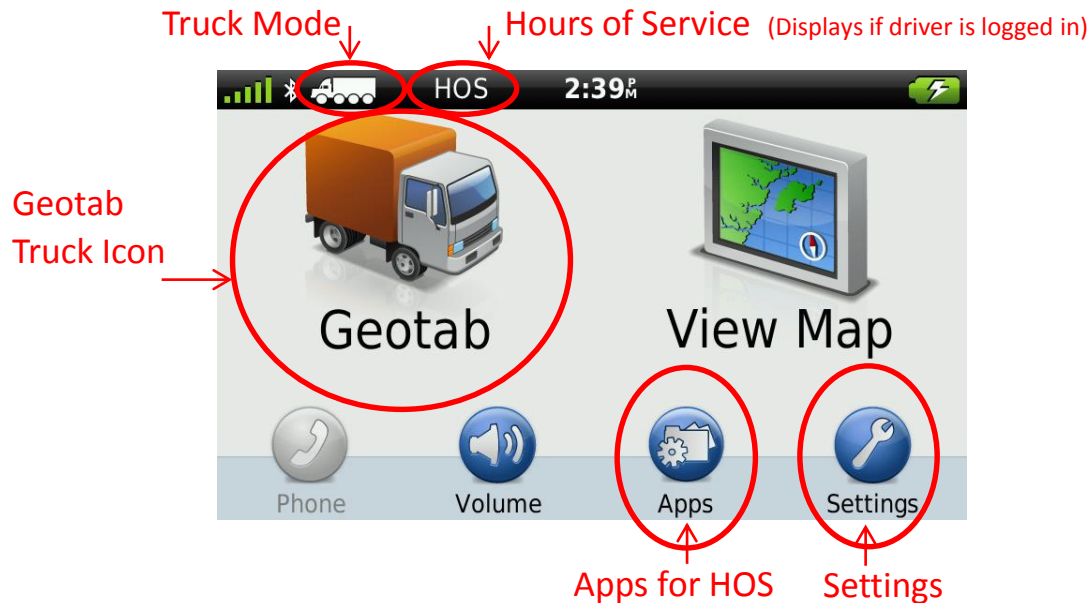 Truck Mode
Hours of Service (Displays if driver is logged in)
HOS 2:39PM
Geotab
Truck Icon
Geotab
View Map
Phone
Volume
Apps
Settings
Apps for HOS
Settings